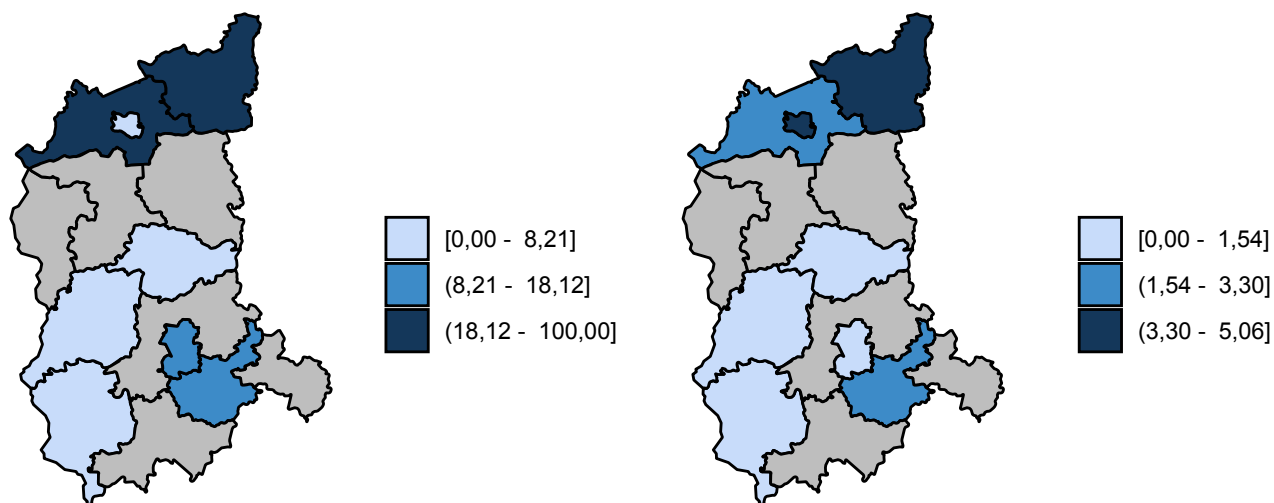 [0,00 - 8,21]
(8,21 - 18,12]
(18,12 - 100,00]
[0,00 - 1,54]
(1,54 - 3,30]
(3,30 - 5,06]